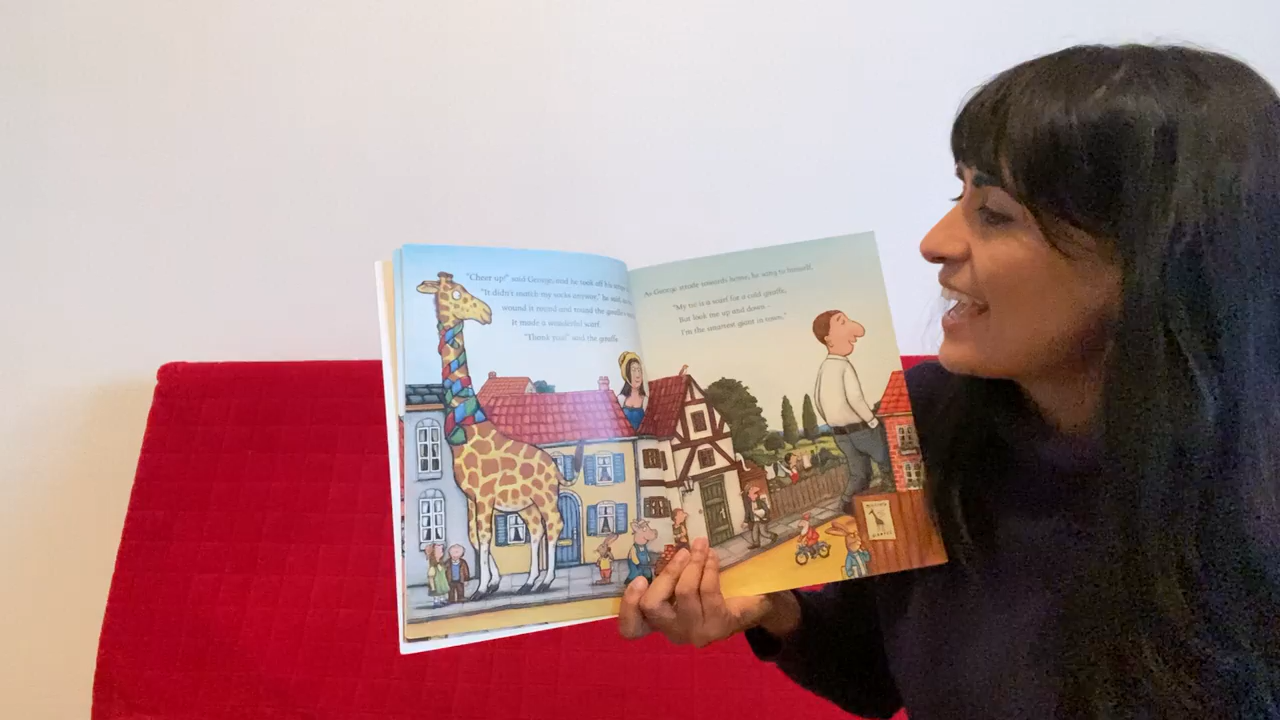 "Cheer up!" said George, and he took off his
"It didn't match my socks anyway," he said,
wound it round and round the giraffe's
It made a wonderful scarf.
"Thank you!" said the giraffe.
As George strode towards home, he sang to himself,
"My tie is a scarf for a cold giraffe,
But look me up and down–
I'm the smartest giant in town."